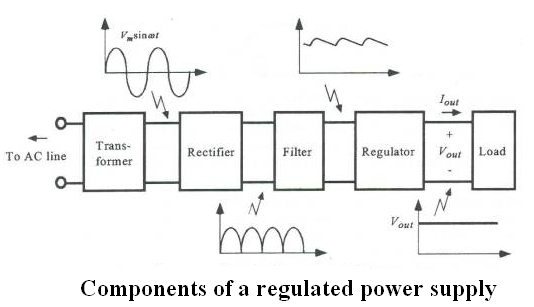 Vₘsinωt
Iout
Trans-
former
Rectifier
Filter
Regulator
+
Vout
-
Load
To AC line
Vout
Components of a regulated power supply